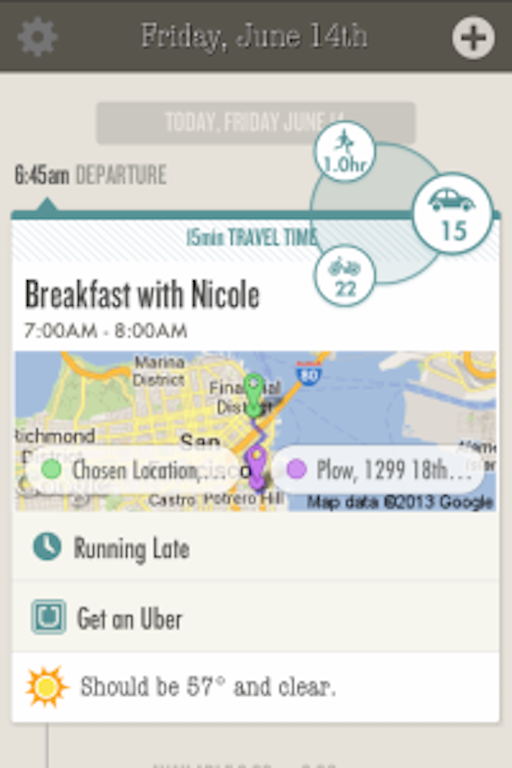 Friday, June 14th
TODAY, FRIDAY JUNE 14
1.0hr
6:45am DEPARTURE
15
15min TRAVEL TIME
22
Breakfast with Nicole
7:00AM - 8:00AM
Marina
District
Financial
District
80
Richmond
District
San
Francisco
Chosen Location,...
Plow, 1299 18th...
Castro
Potrero Hill
Map data ©2013 Google
Running Late
Get an Uber
Should be 57° and clear.